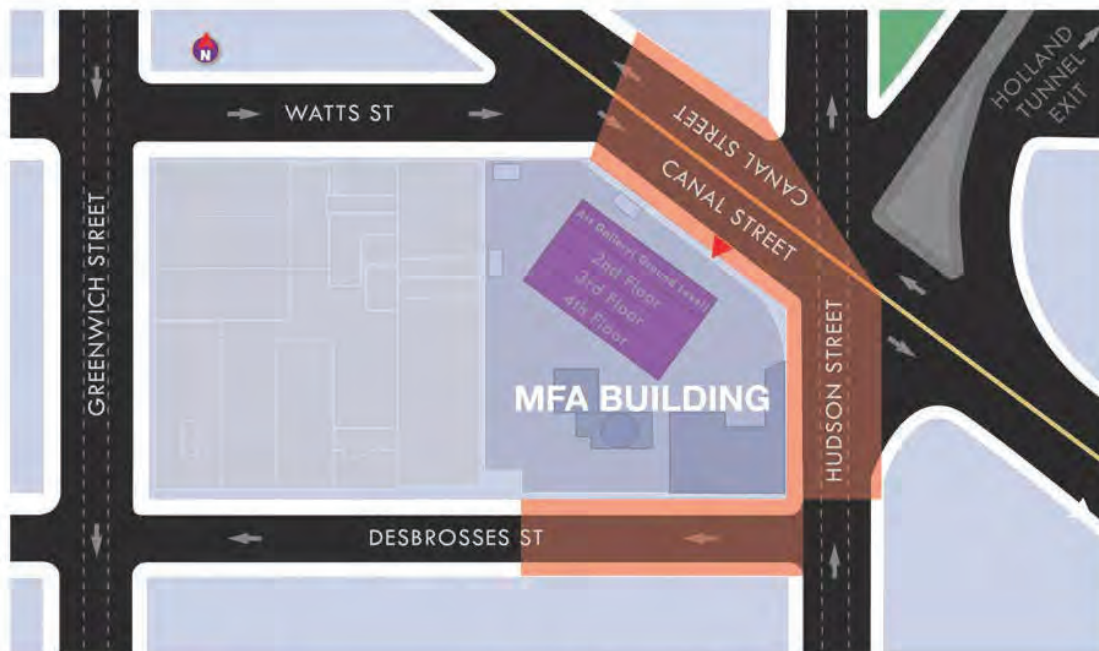 N
WATTS ST
HOLLAND
TUNNEL
EXIT
CANAL STREET
CANAL STREET
GREENWICH STREET
Art Gallery( Ground Level)
2nd Floor
3rd Floor
4th Floor
MFA BUILDING
HUDSON STREET
DESBROSSES ST